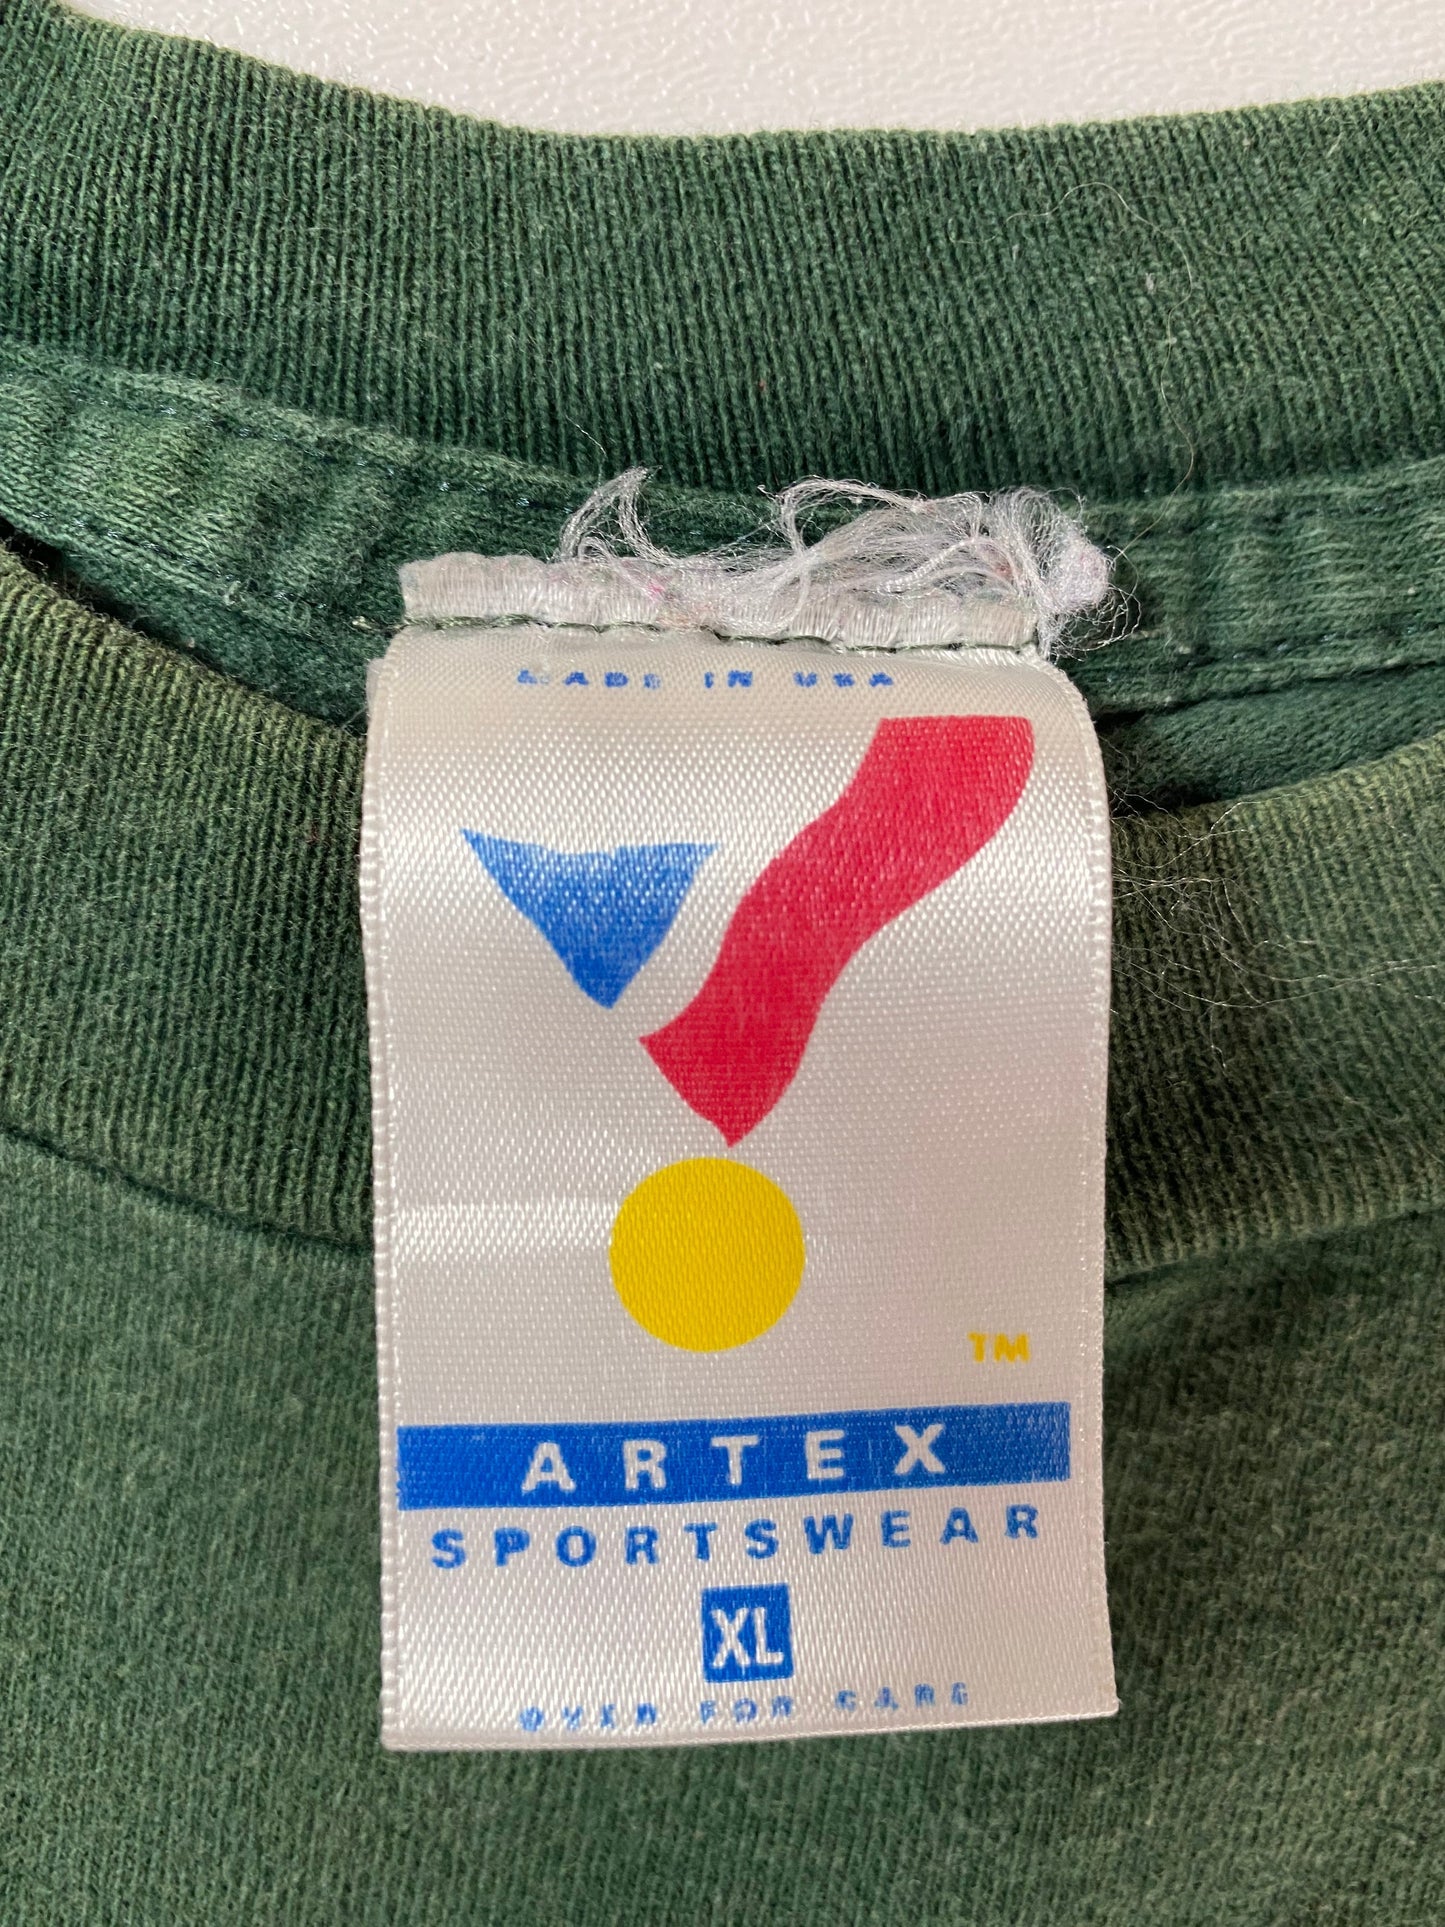 MADE IN USA
TM
ARTEX
SPORTSWEAR
XL
OVER FOR CARE